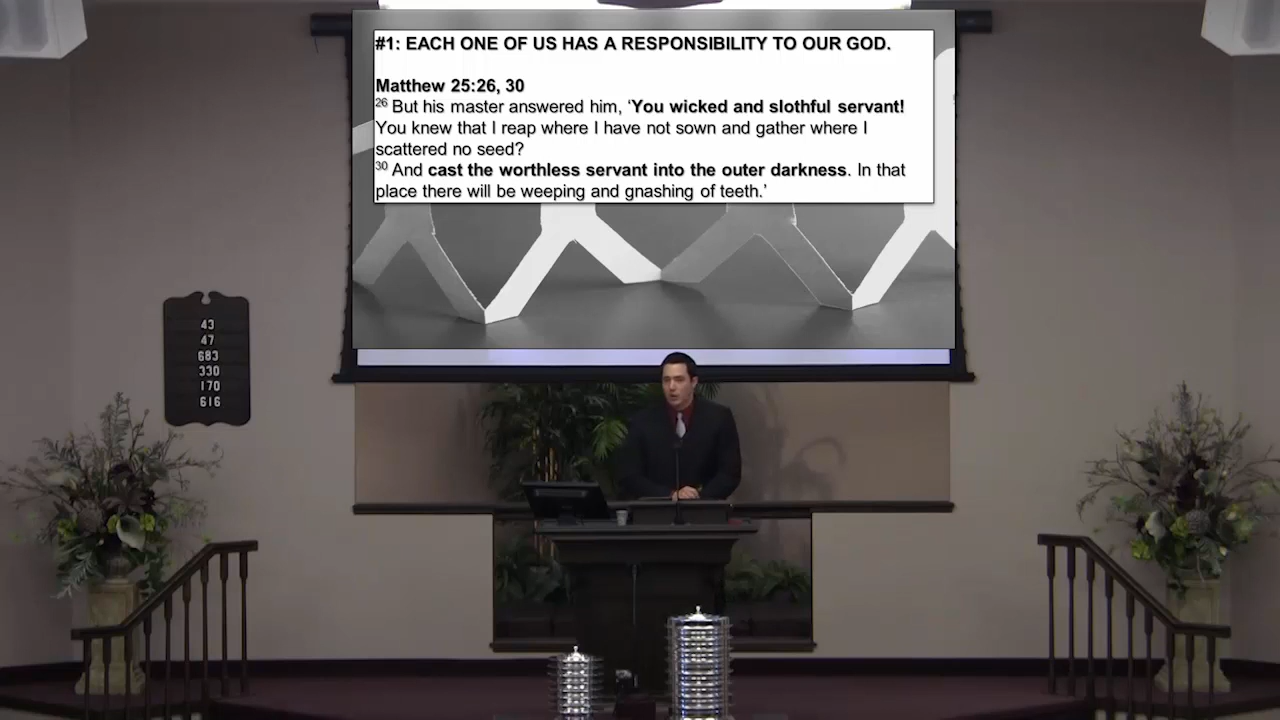 #1: EACH ONE OF US HAS A RESPONSIBILITY TO OUR GOD.
Matthew 25:26, 30
26 But his master answered him, ‘You wicked and slothful servant!
You knew that I reap where I have not sown and gather where I
scattered no seed?
30 And cast the worthless servant into the outer darkness. In that
place there will be weeping and gnashing of teeth.’
43
47
683
330
170
616